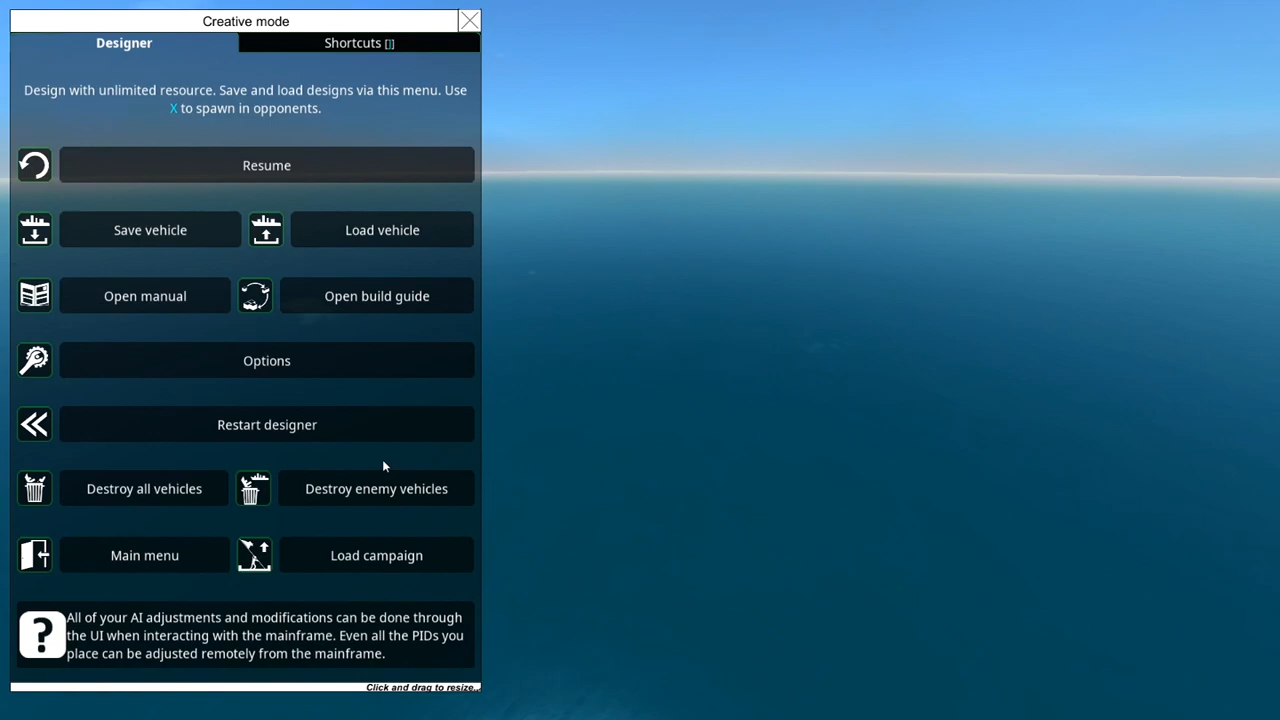 Creative mode
Designer
Shortcuts []]
Design with unlimited resource. Save and load designs via this menu. Use
X to spawn in opponents.
Resume
Save vehicle
Load vehicle
Open manual
Open build guide
Options
Restart designer
Destroy all vehicles
Destroy enemy vehicles
Main menu
Load campaign
?
All of your AI adjustments and modifications can be done through
the UI when interacting with the mainframe. Even all the PIDs you
place can be adjusted remotely from the mainframe.
Click and drag to resize..